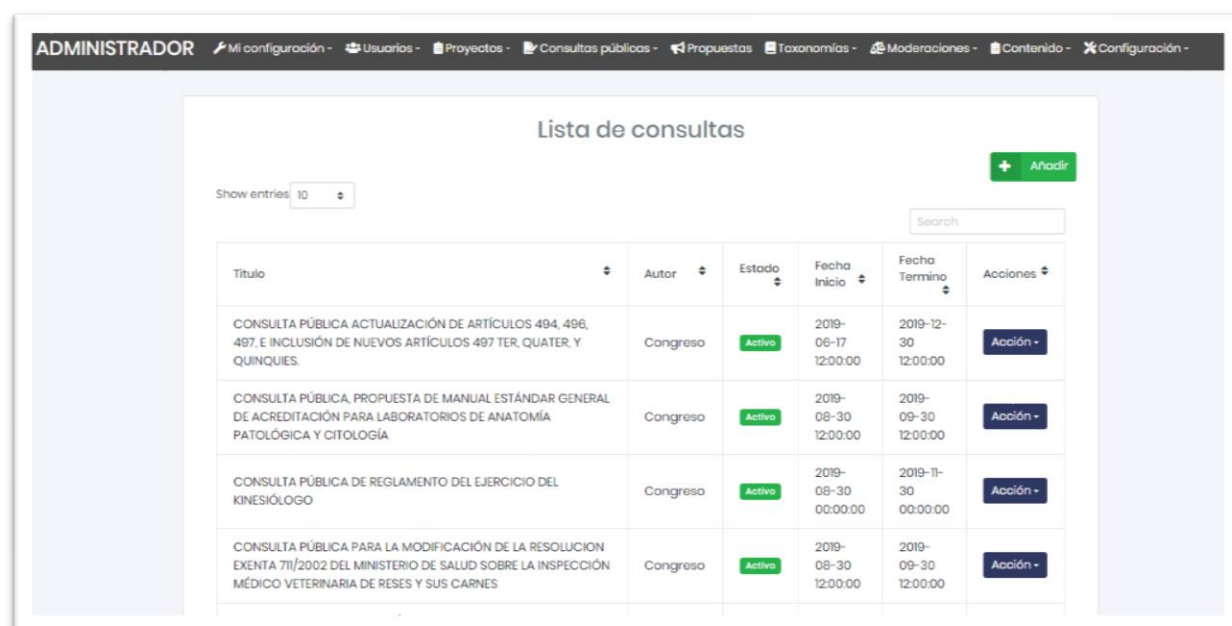 ADMINISTRADOR Mi configuración Usuarios Proyectos Consultas públicas Propuestas Taxonomías Moderaciones Contenido Configuración
Lista de consultas
Añadir
Show entries 10
Search
Titulo Autor Estado Fecha Inicio Fecha Termino Acciones
CONSULTA PÚBLICA ACTUALIZACIÓN DE ARTÍCULOS 494, 496,
497, E INCLUSIÓN DE NUEVOS ARTÍCULOS 497 TER, QUATER, Y
QUINQUIES.
Congreso
Activo
2019-
06-17
12:00:00
2019-12-
30
12:00:00
Acción
CONSULTA PÚBLICA, PROPUESTA DE MANUAL ESTÁNDAR GENERAL
DE ACREDITACIÓN PARA LABORATORIOS DE ANATOMÍA
PATOLÓGICA Y CITOLOGÍA
Congreso
Activo
2019-
08-30
12:00:00
2019-
09-30
12:00:00
Acción
CONSULTA PÚBLICA DE REGLAMENTO DEL EJERCICIO DEL
KINESIÓLOGO
Congreso
Activo
2019-
08-30
00:00:00
2019-11-
30
00:00:00
Acción
CONSULTA PÚBLICA PARA LA MODIFICACIÓN DE LA RESOLUCION
EXENTA 711/2002 DEL MINISTERIO DE SALUD SOBRE LA INSPECCIÓN
MÉDICO VETERINARIA DE RESES Y SUS CARNES
Congreso
Activo
2019-
08-30
12:00:00
2019-
09-30
12:00:00
Acción